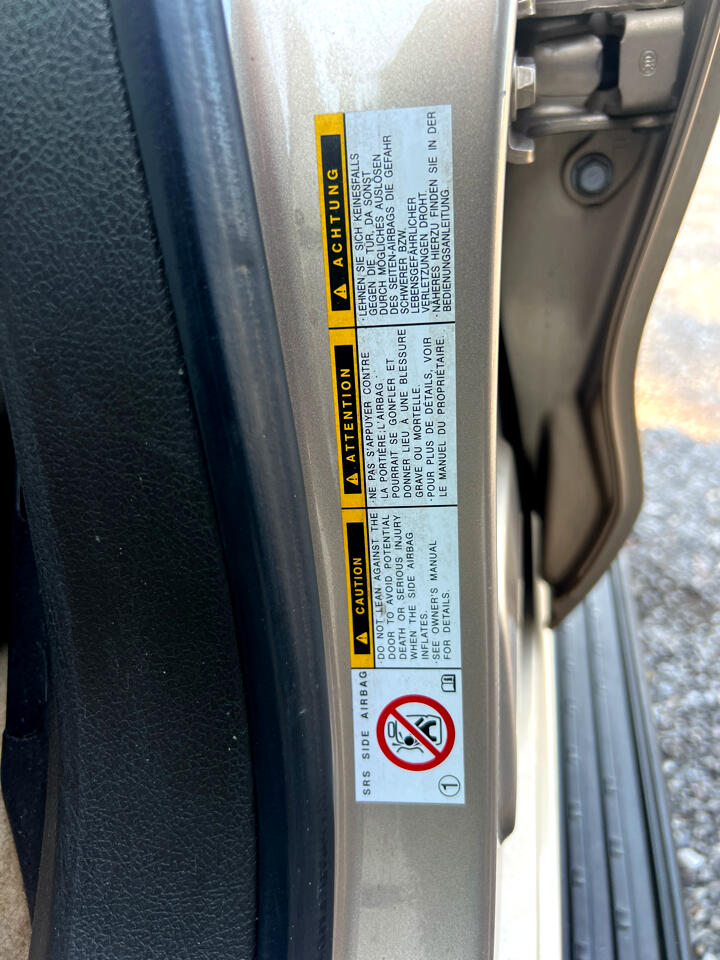 SRS SIDE AIRBAG
1
CAUTION
·DO NOT LEAN AGAINST THE
DOOR TO AVOID POTENTIAL
DEATH OR SERIOUS INJURY
WHEN THE SIDE AIRBAG
INFLATES.
·SEE OWNER'S MANUAL
FOR DETAILS.
ATTENTION
·NE PAS S'APPUYER CONTRE
LA PORTIÈRE;L'AIRBAG
POURRAIT SE GONFLER ET
DONNER LIEU À UNE BLESSURE
GRAVE OU MORTELLE.
·POUR PLUS DE DÉTAILS, VOIR
LE MANUEL DU PROPRIÉTAIRE.
ACHTUNG
·LEHNEN SIE SICH KEINESFALLS
GEGEN DIE TÜR, DA SONST
DURCH MÖGLICHES AUSLÖSEN
DES SEITEN-AIRBAGS DIE GEFAHR
SCHWERER BZW.
LEBENSGEFÄHRLICHER
VERLETZUNGEN DROHT.
·NÄHERES HIERZU FINDEN SIE IN DER
BEDIENUNGSANLEITUNG.